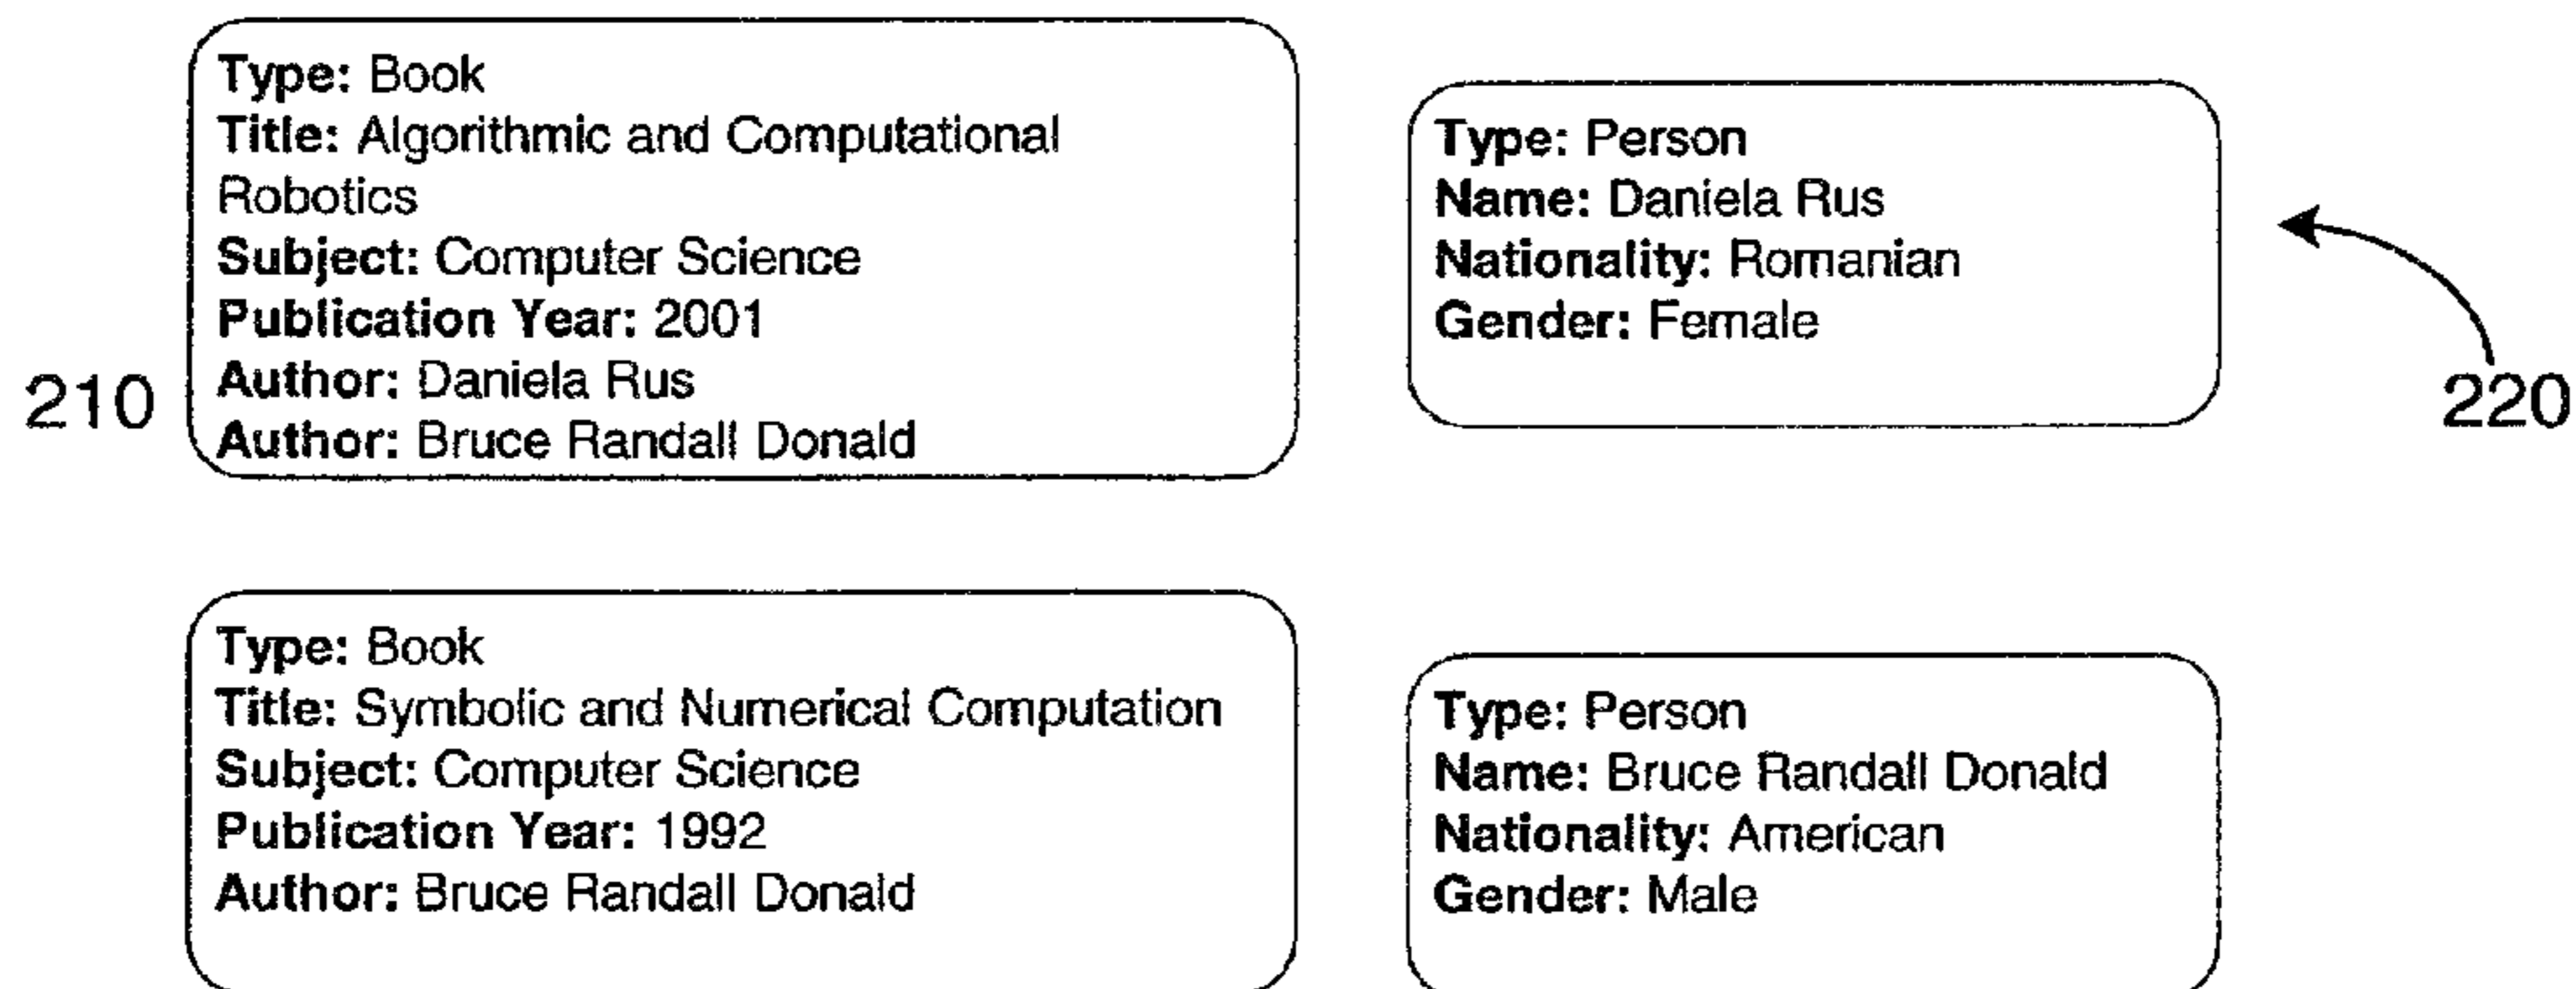 Type: Book
Title: Algorithmic and Computational
Robotics
Subject: Computer Science
Publication Year: 2001
Author: Daniela Rus
Author: Bruce Randall Donald
210
Type: Person
Name: Daniela Rus
Nationality: Romanian
Gender: Female
220
Type: Book
Title: Symbolic and Numerical Computation
Subject: Computer Science
Publication Year: 1992
Author: Bruce Randall Donald
Type: Person
Name: Bruce Randall Donald
Nationality: American
Gender: Male